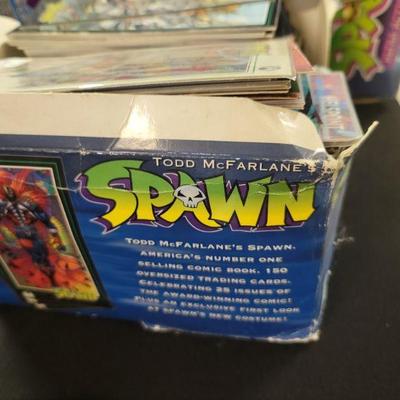 TODD MCFARLANE'S
SPAWN
TODD MCFARLANE'S SPAWN.
AMERICA'S NUMBER ONE
SELLING COMIC BOOK. 150
OVERSIZED TRADING CARDS.
CELEBRATING 25 ISSUES OF
THE AWARD-WINNING COMIC!
PLUS AN EXCLUSIVE FIRST LOOK
AT SPAWN'S NEW COSTUME!